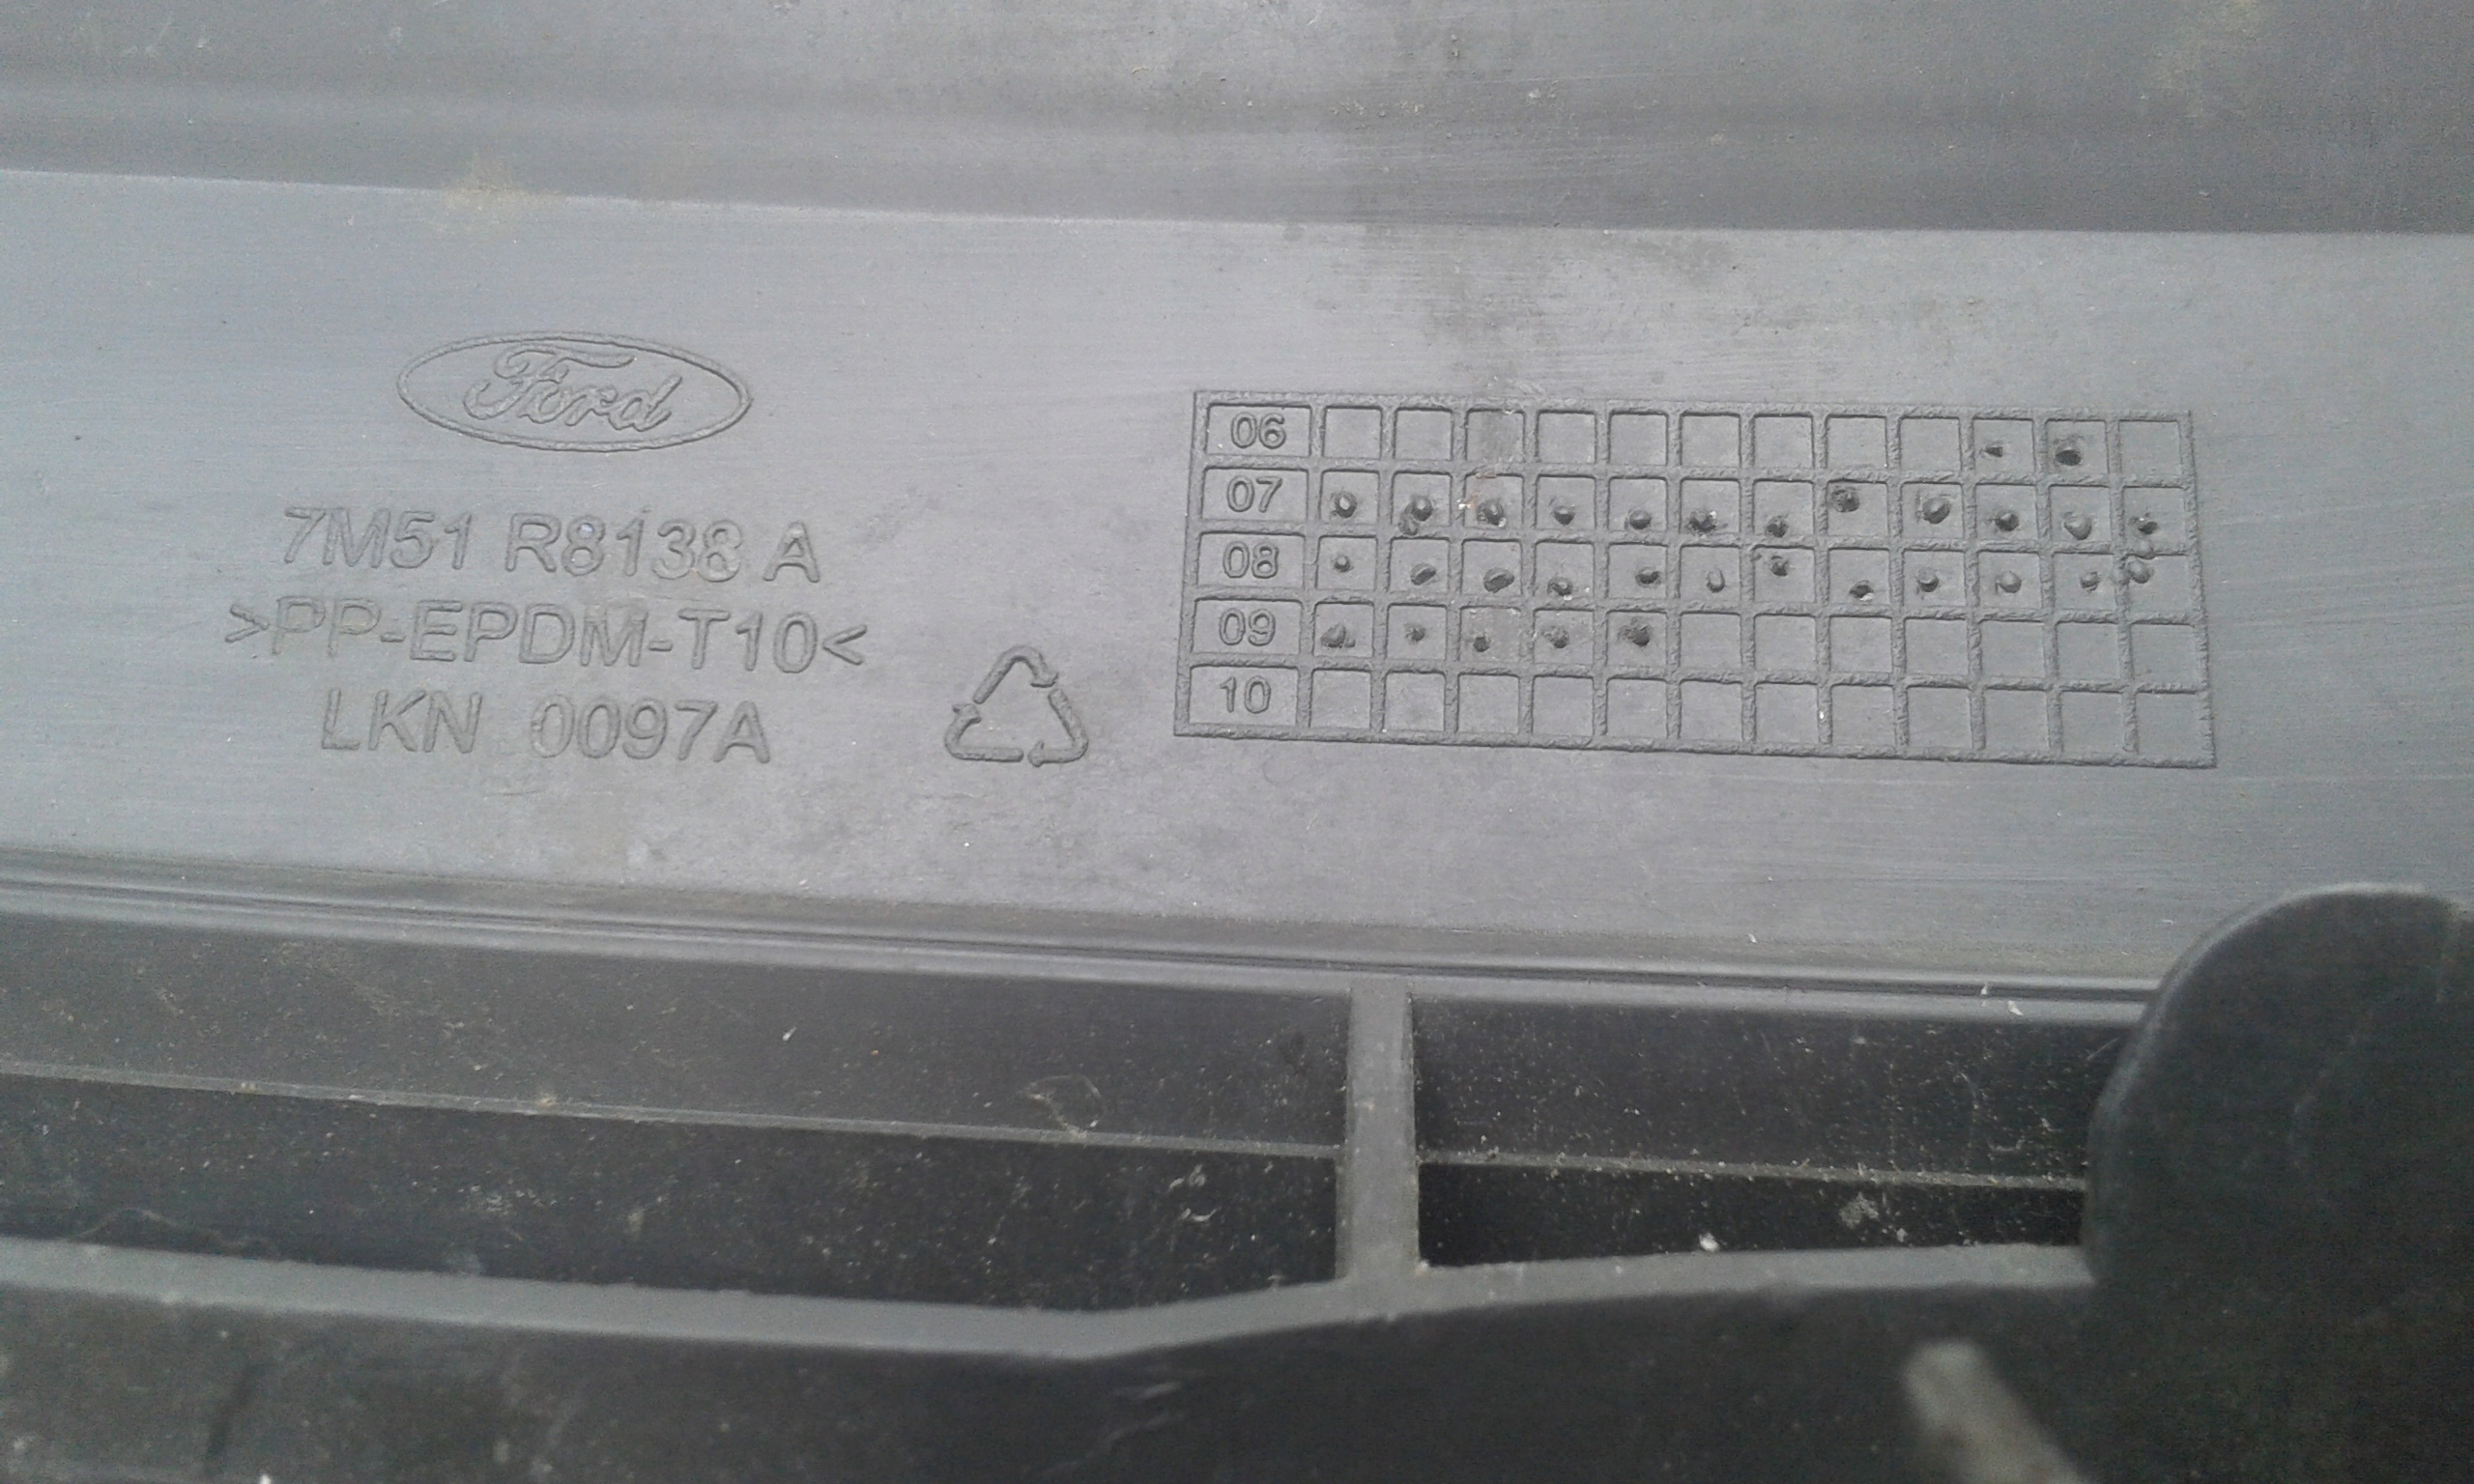 Ford
7M51 R8138 A
>PP-EPDM-T10<
LKN 0097A
06
07
08
09
10